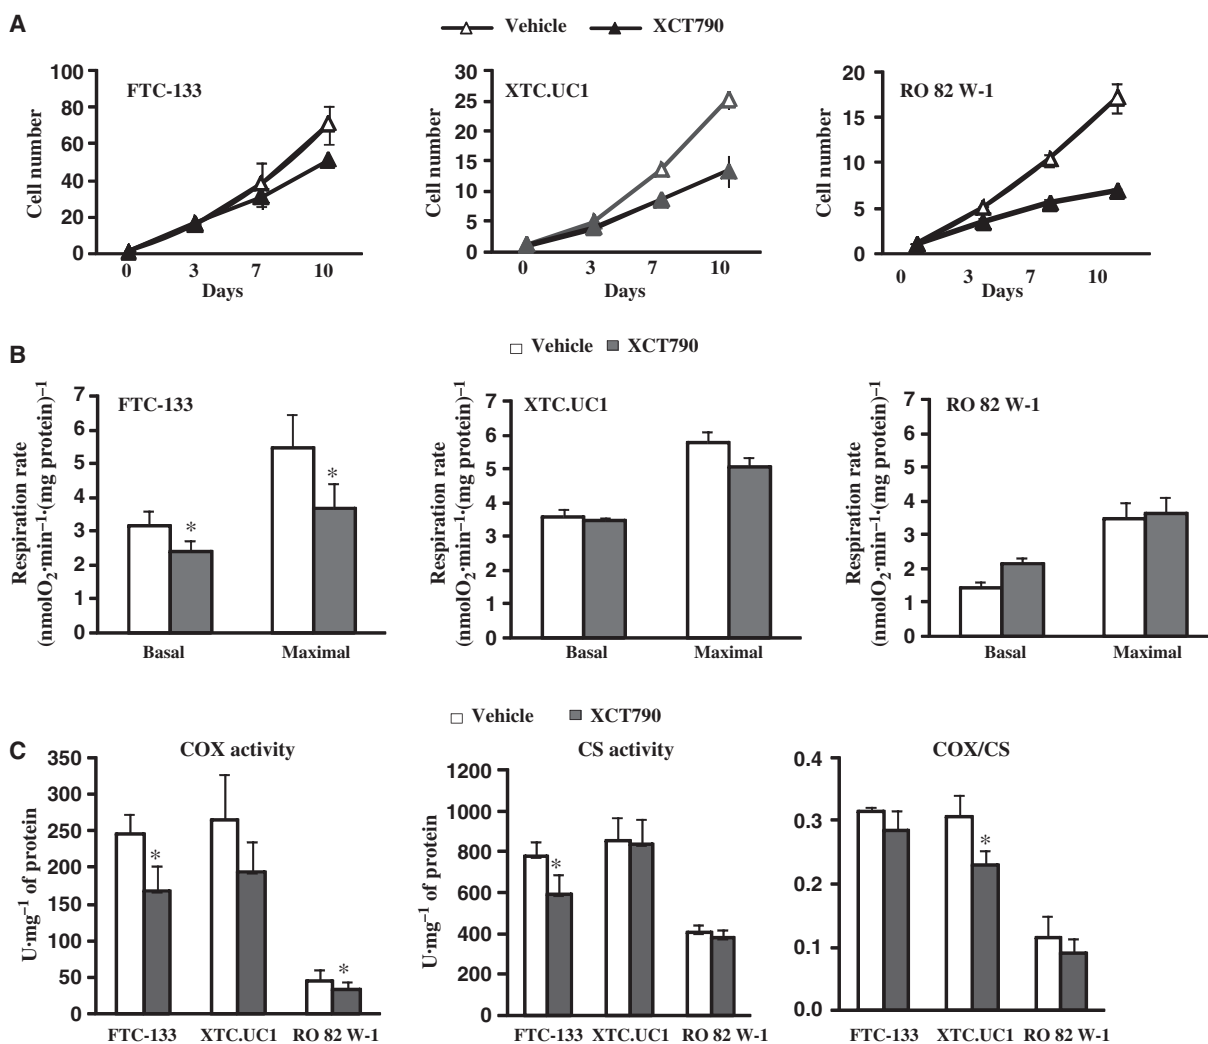 A
Vehicle XCT790
FTC-133
Cell number
100
80
60
40
20
0
0 3 7 10
Days
XTC.UC1
Cell number
30
25
20
15
10
5
0
0 3 7 10
Days
RO 82 W-1
Cell number
20
15
10
5
0
0 3 7 10
Days
B
Vehicle XCT790
FTC-133
Respiration rate
(nmolO₂·min⁻¹·(mg protein)⁻¹
7
6
5
4
3
2
1
0
*
*
Basal Maximal
XTC.UC1
Respiration rate
(nmolO₂·min⁻¹·(mg protein)⁻¹
7
6
5
4
3
2
1
0
Basal Maximal
RO 82 W-1
Respiration rate
(nmolO₂·min⁻¹·(mg protein)⁻¹
7
6
5
4
3
2
1
0
Basal Maximal
Vehicle XCT790
C
COX activity
U·mg⁻¹ of protein
350
300
250
200
150
100
50
0
*
*
FTC-133 XTC.UC1 RO 82 W-1
CS activity
U·mg⁻¹ of protein
1200
1000
800
600
400
200
0
*
FTC-133 XTC.UC1 RO 82 W-1
COX/CS
0.4
0.3
0.2
0.1
0.0
*
FTC-133 XTC.UC1 RO 82 W-1